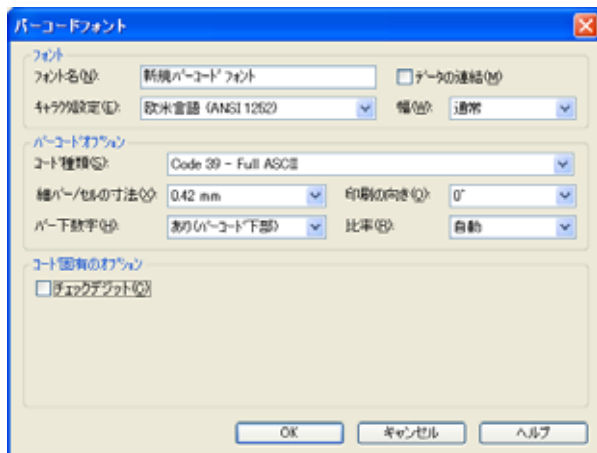 バーコードフォント
フォント
フォント名(N): 新規バーコードフォント データの連結(M)
キャラクタ設定(E): 欧米言語 (ANSI 1252) 幅(W): 通常
バーコードオプション
コード種類(S): Code 39 - Full ASCII
細バー/セルの寸法(X): 0.42 mm 印刷の向き(O): 0°
バー下数字(H): あり(バーコード下部) 比率(R): 自動
コード固有のオプション
チェックデジット(C)
OK キャンセル ヘルプ